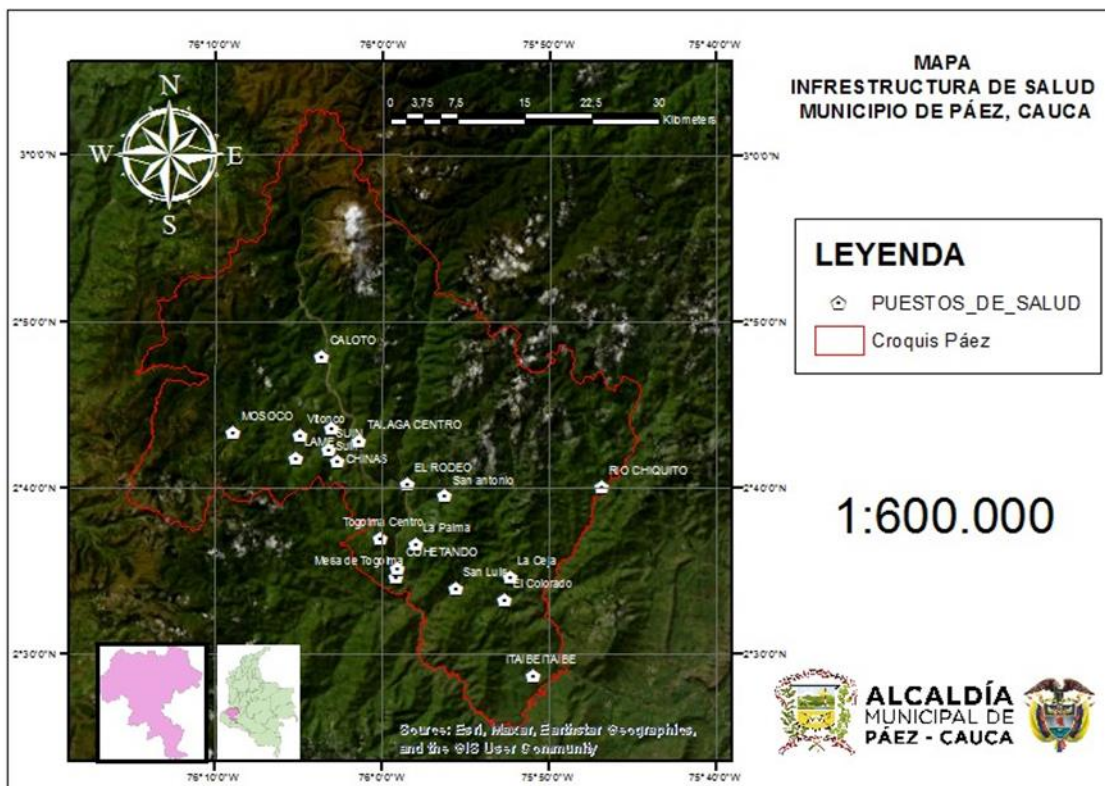 76°10'0"W 76°0'0"W 75°50'0"W 75°40'0"W
MAPA
INFRESTRUCTURA DE SALUD
MUNICIPIO DE PÁEZ, CAUCA
N
W E
S
0 3,75 7,5 15 22,5 30
Kilometers
3°0'0"N 3°0'0"N
LEYENDA
PUESTOS_DE_SALUD
Croquis Páez
2°50'0"N 2°50'0"N
CALOTO
MOSOCO
Vitonco
SUIN
TALAGA CENTRO
LAME
Suin
CHINAS
EL RODEO
San antonio
RIO CHIQUITO
2°40'0"N 2°40'0"N
1:600.000
Togoima Centro
La Palma
Mesa de Togoima
COHETANDO
San Luis
La Ceja
El Colorado
2°30'0"N 2°30'0"N
ITAIBE ITAIBE
Source: Esri, Maxar, Earthstar Geographics,
and the GIS User Community
ALCALDÍA
MUNICIPAL DE
PÁEZ - CAUCA
76°10'0"W 76°0'0"W 75°50'0"W 75°40'0"W